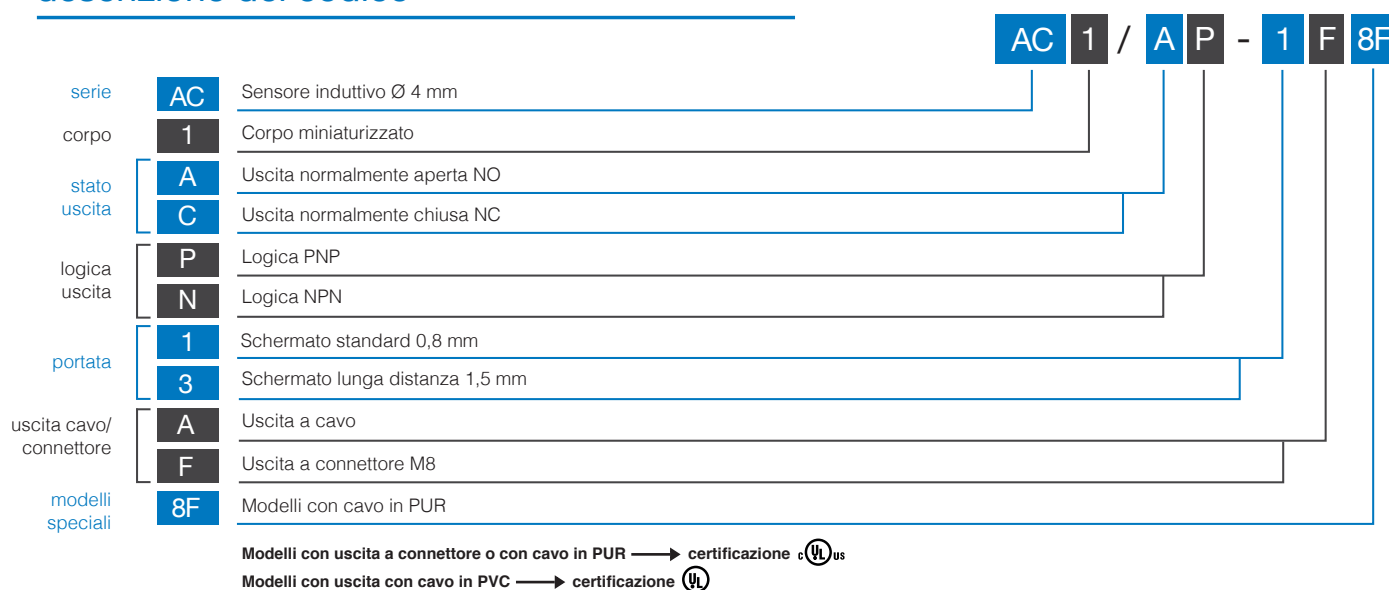 descrizione del codice
AC 1 / A P - 1 F 8F
serie AC Sensore induttivo Ø 4 mm
corpo 1 Corpo miniaturizzato
stato uscita
A Uscita normalmente aperta NO
C Uscita normalmente chiusa NC
logica uscita
P Logica PNP
N Logica NPN
portata
1 Schermato standard 0,8 mm
3 Schermato lunga distanza 1,5 mm
uscita cavo/
connettore
A Uscita a cavo
F Uscita a connettore M8
modelli
speciali
8F Modelli con cavo in PUR
Modelli con uscita a connettore o con cavo in PUR → certificazione c UL us
Modelli con uscita con cavo in PVC → certificazione UL